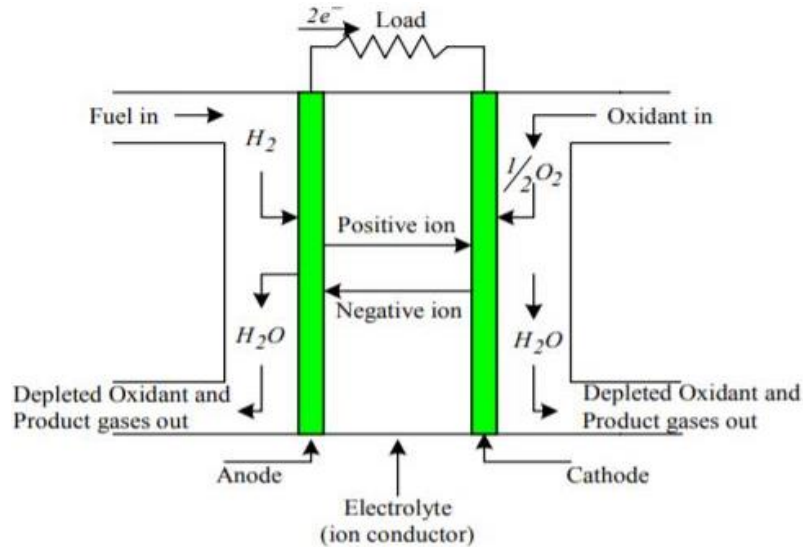 2e⁻
Load
Fuel in
Oxidant in
H₂
1/2O₂
Positive ion
Negative ion
H₂O
H₂O
Depleted Oxidant and
Product gases out
Depleted Oxidant and
Product gases out
Anode
Cathode
Electrolyte
(ion conductor)